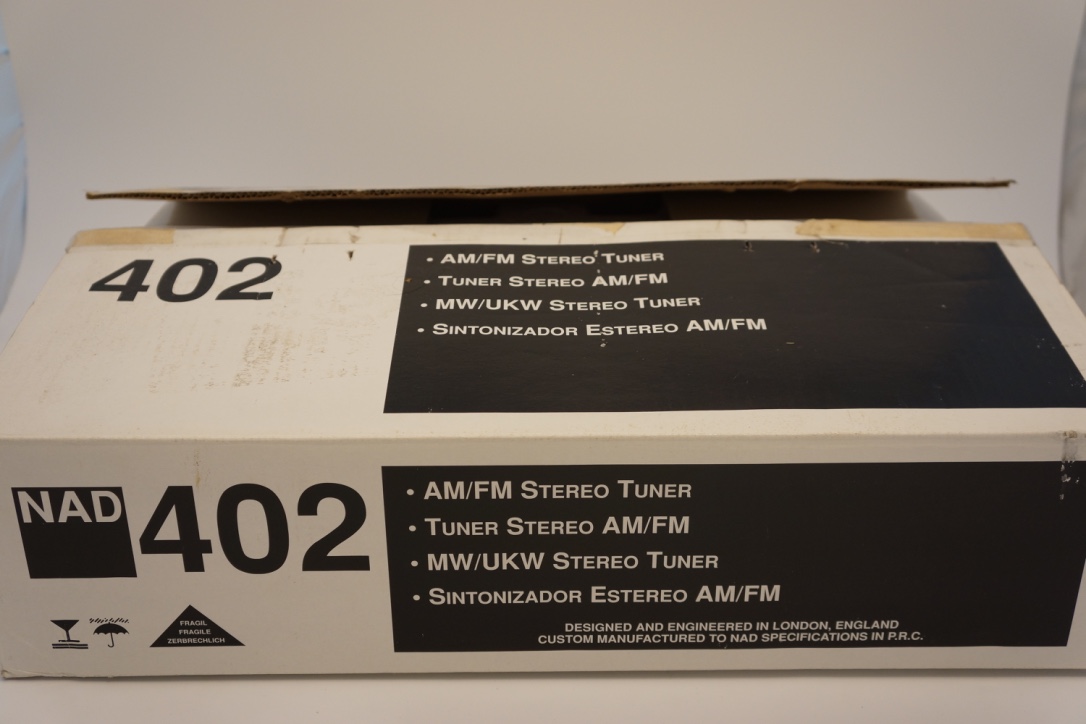 402
• AM/FM STEREO TUNER
• TUNER STEREO AM/FM
• MW/UKW STEREO TUNER
• SINTONIZADOR ESTEREO AM/FM
NAD
402
• AM/FM STEREO TUNER
• TUNER STEREO AM/FM
• MW/UKW STEREO TUNER
• SINTONIZADOR ESTEREO AM/FM
FRAGIL
FRAGILE
ZERBRECHLICH
DESIGNED AND ENGINEERED IN LONDON, ENGLAND
CUSTOM MANUFACTURED TO NAD SPECIFICATIONS IN P.R.C.